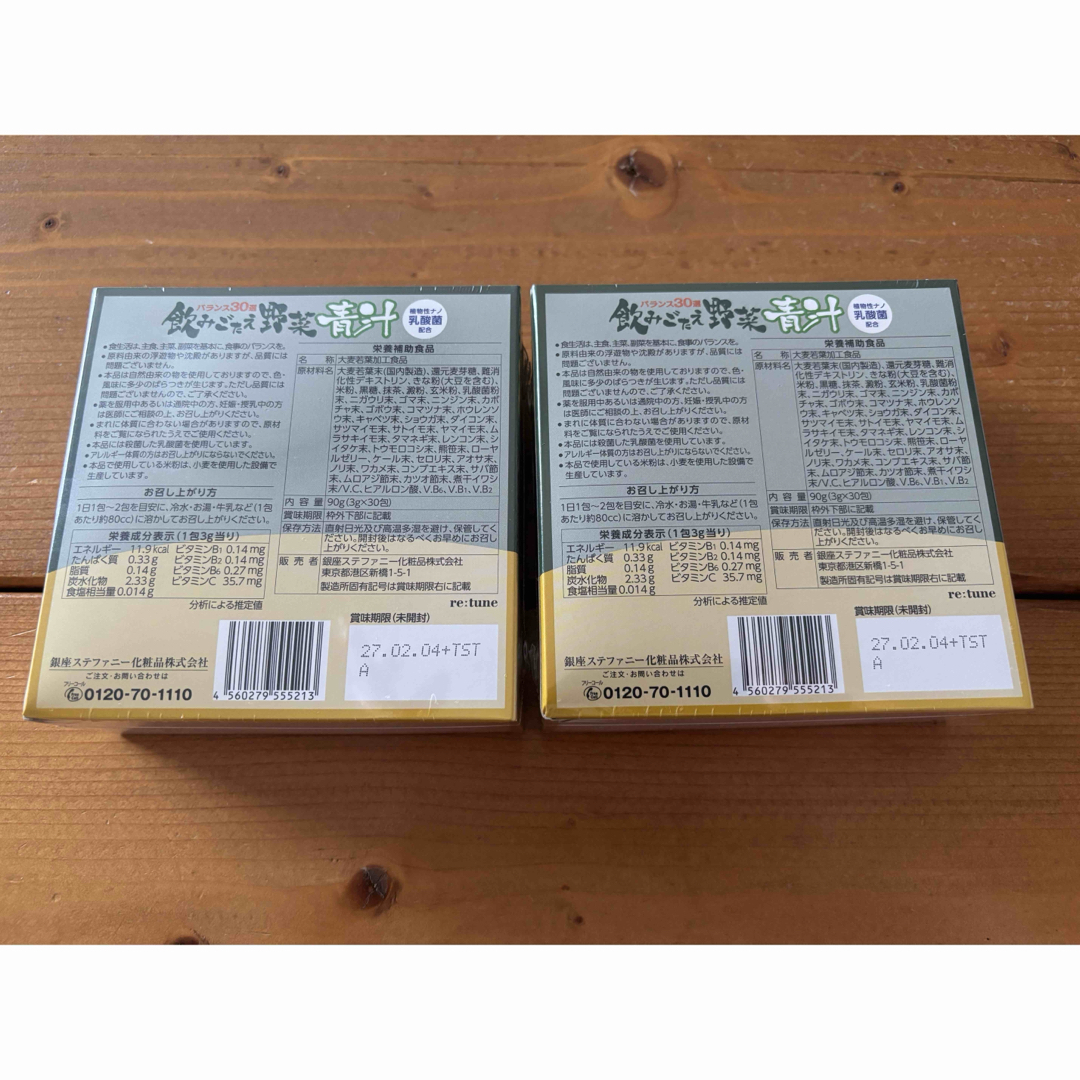 バランス30選
飲みごたえ野菜青汁
植物性ナノ
乳酸菌
配合
●食生活は、主食、主菜、副菜を基本に、食事のバランスを。
●原料由来の浮遊物や沈殿がありますが、品質には
問題ございません。
●本品は自然由来の物を使用しておりますので、色・
風味に多少のばらつきが生じます。ただし品質には
問題ございませんので、ご了承ください。
●薬を服用中あるいは通院中の方、妊娠・授乳中の方
は医師にご相談の上、お召し上がりください。
●まれに体質に合わない場合がありますので、原材
料をご覧になられたうえでご使用ください。
●本品には殺菌した乳酸菌を使用しています。
●アレルギー体質の方はお召し上がりにならないでください。
●本品で使用している米粉は、小麦を使用した設備で
生産しています。
お召し上がり方
1日1包~2包を目安に、冷水・お湯・牛乳など(1包
あたり約80cc)に溶かしてお召し上がりください。
栄養成分表示(1包3g当り)
エネルギー 11.9kcal ビタミンB1 0.14mg
たんぱく質 0.33g ビタミンB2 0.14mg
脂質 0.14g ビタミンB6 0.27mg
炭水化物 2.33g ビタミンC 35.7mg
食塩相当量 0.014g
分析による推定値
栄養補助食品
名 称 大麦若葉加工食品
原材料名 大麦若葉末(国内製造)、還元麦芽糖、難消
化性デキストリン、きな粉(大豆を含む)、
米粉、黒糖、抹茶、澱粉、玄米粉、乳酸菌粉
末、ニガウリ末、ゴマ末、ニンジン末、カボ
チャ末、ゴボウ末、コマツナ末、ホウレンソ
ウ末、キャベツ末、ショウガ末、ダイコン末、
サツマイモ末、サトイモ末、ヤマイモ末、ム
ラサキイモ末、タマネギ末、レンコン末、シ
イタケ末、トウモロコシ末、熊笹末、ローヤ
ルゼリー、ケール末、セロリ末、アオサ末、
ノリ末、ワカメ末、コンブエキス末、サバ節
末、ムロアジ節末、カツオ節末、煮干イワシ
末/V.C、ヒアルロン酸、V.B6、V.B1、V.B2
内 容 量 90g(3g×30包)
賞味期限 枠外下部に記載
保存方法 直射日光及び高温多湿を避け、保管してく
ださい。開封後はなるべくお早めにお召し
上がりください。
販 売 者 銀座ステファニー化粧品株式会社
東京都港区新橋1-5-1
製造所固有記号は賞味期限右に記載
re:tune
賞味期限(未開封)
27.02.04+TST
A
銀座ステファニー化粧品株式会社
ご注文・お問い合わせは
フリーコール
0120-70-1110
4 560279 555213
バランス30選
飲みごたえ野菜青汁
植物性ナノ
乳酸菌
配合
●食生活は、主食、主菜、副菜を基本に、食事のバランスを。
●原料由来の浮遊物や沈殿がありますが、品質には
問題ございません。
●本品は自然由来の物を使用しておりますので、色・
風味に多少のばらつきが生じます。ただし品質には
問題ございませんので、ご了承ください。
●薬を服用中あるいは通院中の方、妊娠・授乳中の方
は医師にご相談の上、お召し上がりください。
●まれに体質に合わない場合がありますので、原材
料をご覧になられたうえでご使用ください。
●本品には殺菌した乳酸菌を使用しています。
●アレルギー体質の方はお召し上がりにならないでください。
●本品で使用している米粉は、小麦を使用した設備で
生産しています。
お召し上がり方
1日1包~2包を目安に、冷水・お湯・牛乳など(1包
あたり約80cc)に溶かしてお召し上がりください。
栄養成分表示(1包3g当り)
エネルギー 11.9kcal ビタミンB1 0.14mg
たんぱく質 0.33g ビタミンB2 0.14mg
脂質 0.14g ビタミンB6 0.27mg
炭水化物 2.33g ビタミンC 35.7mg
食塩相当量 0.014g
分析による推定値
栄養補助食品
名 称 大麦若葉加工食品
原材料名 大麦若葉末(国内製造)、還元麦芽糖、難消
化性デキストリン、きな粉(大豆を含む)、
米粉、黒糖、抹茶、澱粉、玄米粉、乳酸菌粉
末、ニガウリ末、ゴマ末、ニンジン末、カボ
チャ末、ゴボウ末、コマツナ末、ホウレンソ
ウ末、キャベツ末、ショウガ末、ダイコン末、
サツマイモ末、サトイモ末、ヤマイモ末、ム
ラサキイモ末、タマネギ末、レンコン末、シ
イタケ末、トウモロコシ末、熊笹末、ローヤ
ルゼリー、ケール末、セロリ末、アオサ末、
ノリ末、ワカメ末、コンブエキス末、サバ節
末、ムロアジ節末、カツオ節末、煮干イワシ
末/V.C、ヒアルロン酸、V.B6、V.B1、V.B2
内 容 量 90g(3g×30包)
賞味期限 枠外下部に記載
保存方法 直射日光及び高温多湿を避け、保管してく
ださい。開封後はなるべくお早めにお召し
上がりください。
販 売 者 銀座ステファニー化粧品株式会社
東京都港区新橋1-5-1
製造所固有記号は賞味期限右に記載
re:tune
賞味期限(未開封)
27.02.04+TST
A
銀座ステファニー化粧品株式会社
ご注文・お問い合わせは
フリーコール
0120-70-1110
4 560279 555213